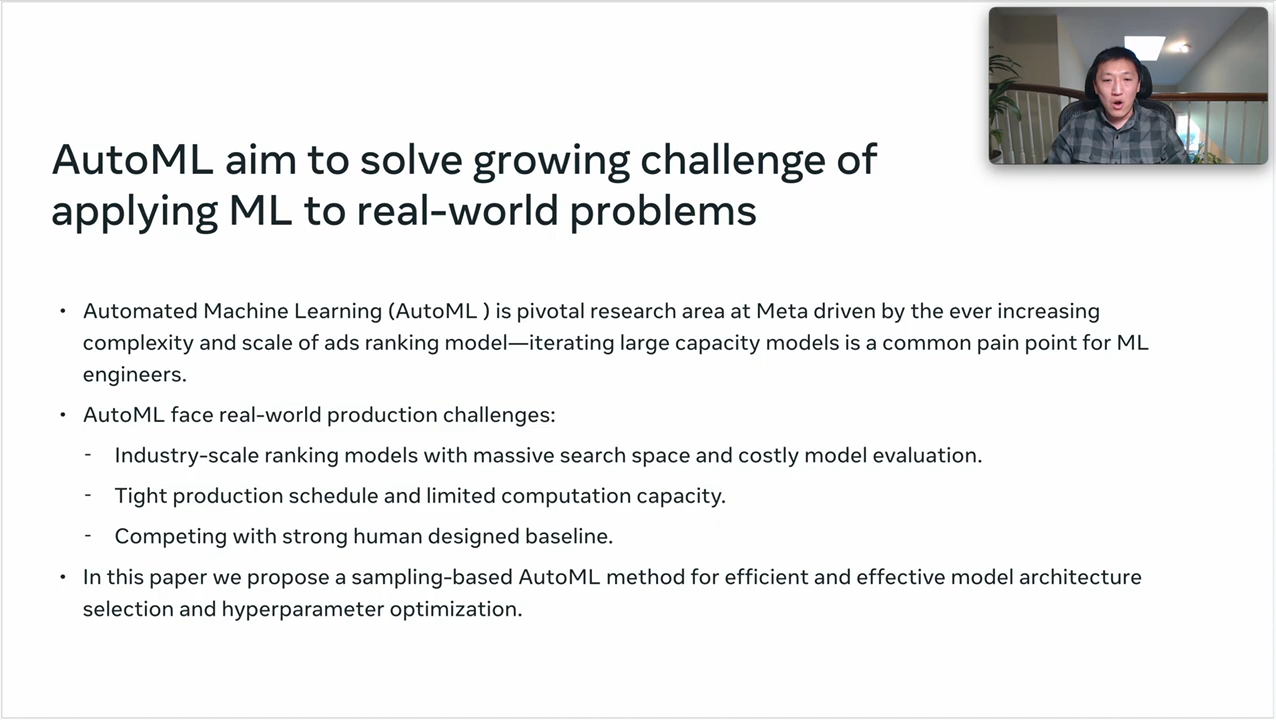 AutoML aim to solve growing challenge of
applying ML to real-world problems
• Automated Machine Learning (AutoML ) is pivotal research area at Meta driven by the ever increasing
complexity and scale of ads ranking model—iterating large capacity models is a common pain point for ML
engineers.
• AutoML face real-world production challenges:
- Industry-scale ranking models with massive search space and costly model evaluation.
- Tight production schedule and limited computation capacity.
- Competing with strong human designed baseline.
• In this paper we propose a sampling-based AutoML method for efficient and effective model architecture
selection and hyperparameter optimization.